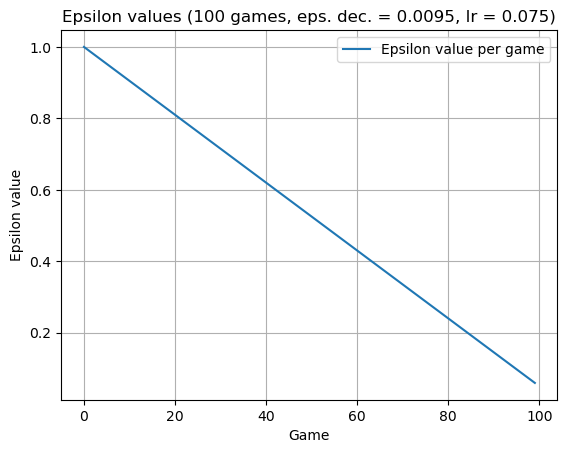 Epsilon values (100 games, eps. dec. = 0.0095, lr = 0.075)
Epsilon value per game
1.0
0.8
0.6
0.4
0.2
Epsilon value
0 20 40 60 80 100
Game